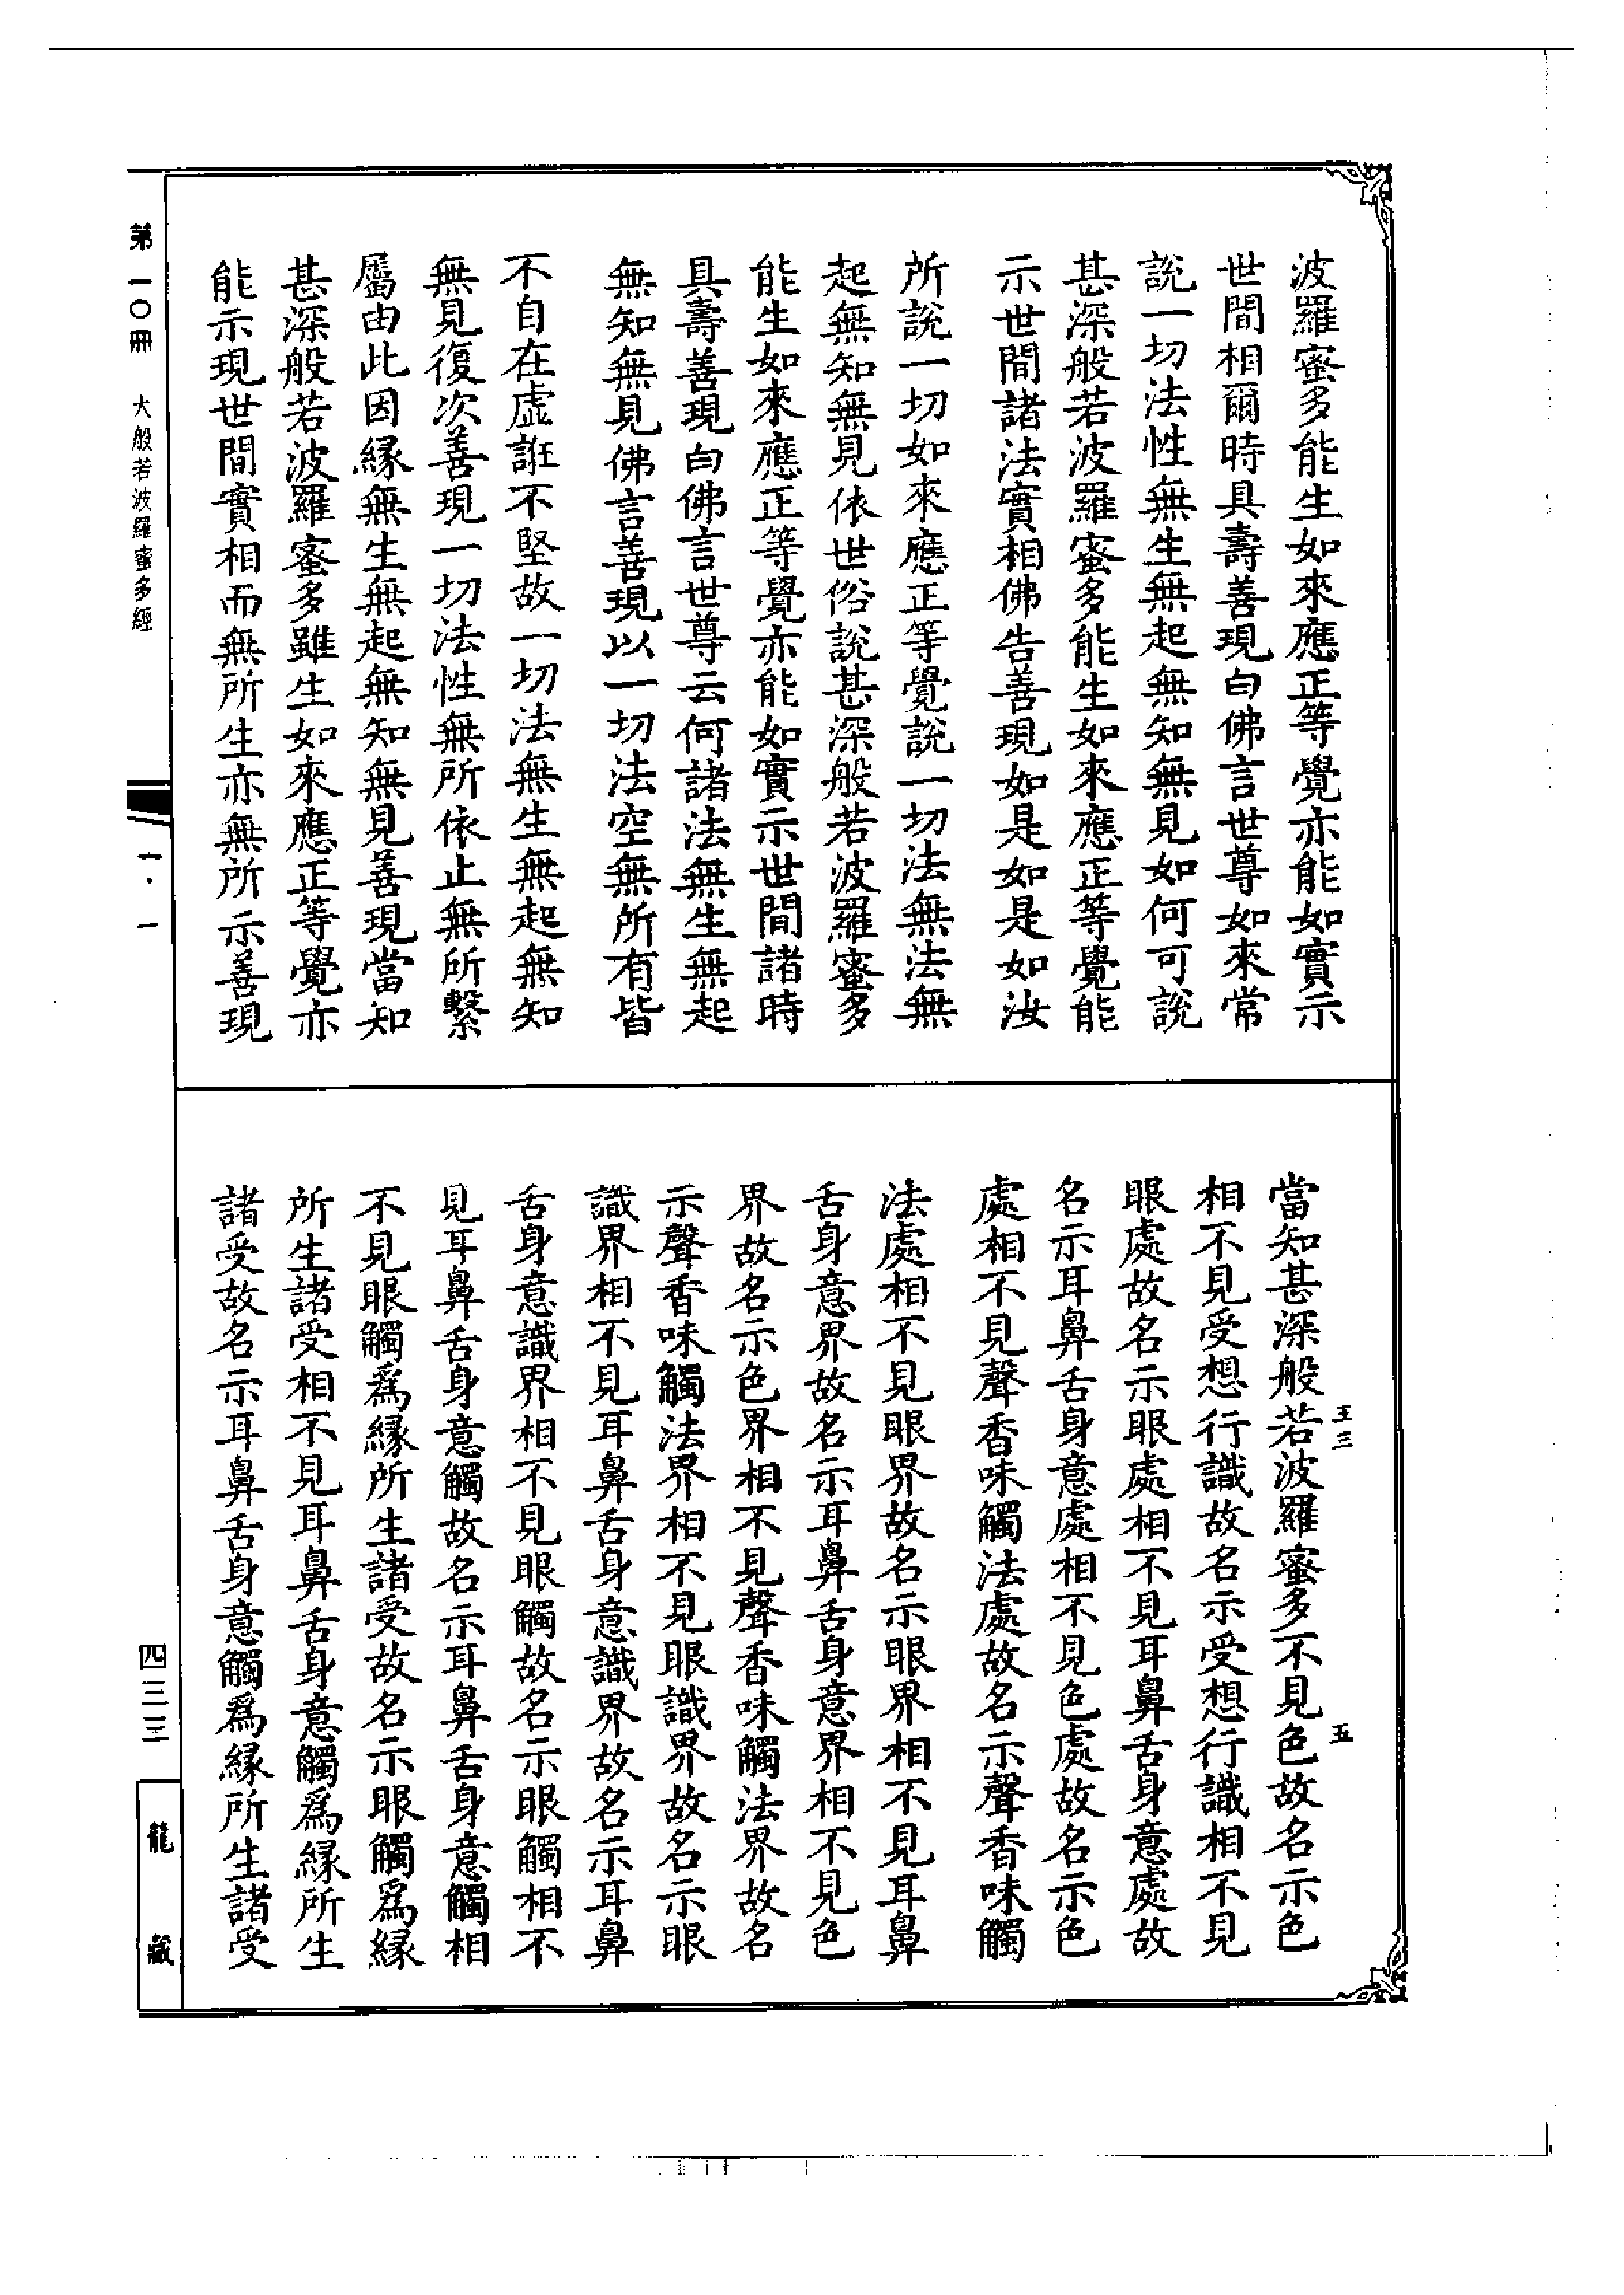 波羅蜜多能生如來應正等覺亦能如實示
世間相爾時具壽善現白佛言世尊如來常
說一切法性無生無起無知無見如何可說
甚深般若波羅蜜多能生如來應正等覺能
示世間諸法實相佛告善現如是如是如汝
所說一切如來應正等覺說一切法無法無
起無知無見依世俗說甚深般若波羅蜜多
能生如來應正等覺亦能如實示世間諸時
具壽善現白佛言世尊云何諸法無生無起
無知無見佛言善現以一切法空無所有皆
不自在虛誑不堅故一切法無生無起無知
無見復次善現一切法性無所依止無所繫
屬由此因緣無生無起無知無見善現當知
甚深般若波羅蜜多雖生如來應正等覺亦
能示現世間實相而無所生亦無所示善現
當知甚深般若波羅蜜多不見色故名示色
相不見受想行識故名示受想行識相不見
眼處故名示眼處相不見耳鼻舌身意處故
名示耳鼻舌身意處相不見色處故名示色
處相不見聲香味觸法處故名示聲香味觸
法處相不見眼界故名示眼界相不見耳鼻
舌身意界故名示耳鼻舌身意界相不見色
界故名示色界相不見聲香味觸法界故名
示聲香味觸法界相不見眼識界故名示眼
識界相不見耳鼻舌身意識界故名示耳鼻
舌身意識界相不見眼觸故名示眼觸相不
見耳鼻舌身意觸故名示耳鼻舌身意觸相
不見眼觸爲緣所生諸受故名示眼觸爲緣
所生諸受相不見耳鼻舌身意觸爲緣所生
諸受故名示耳鼻舌身意觸爲緣所生諸受
王三
五
第一〇冊
大般若波羅蜜多經
一·一
四三三
龍藏